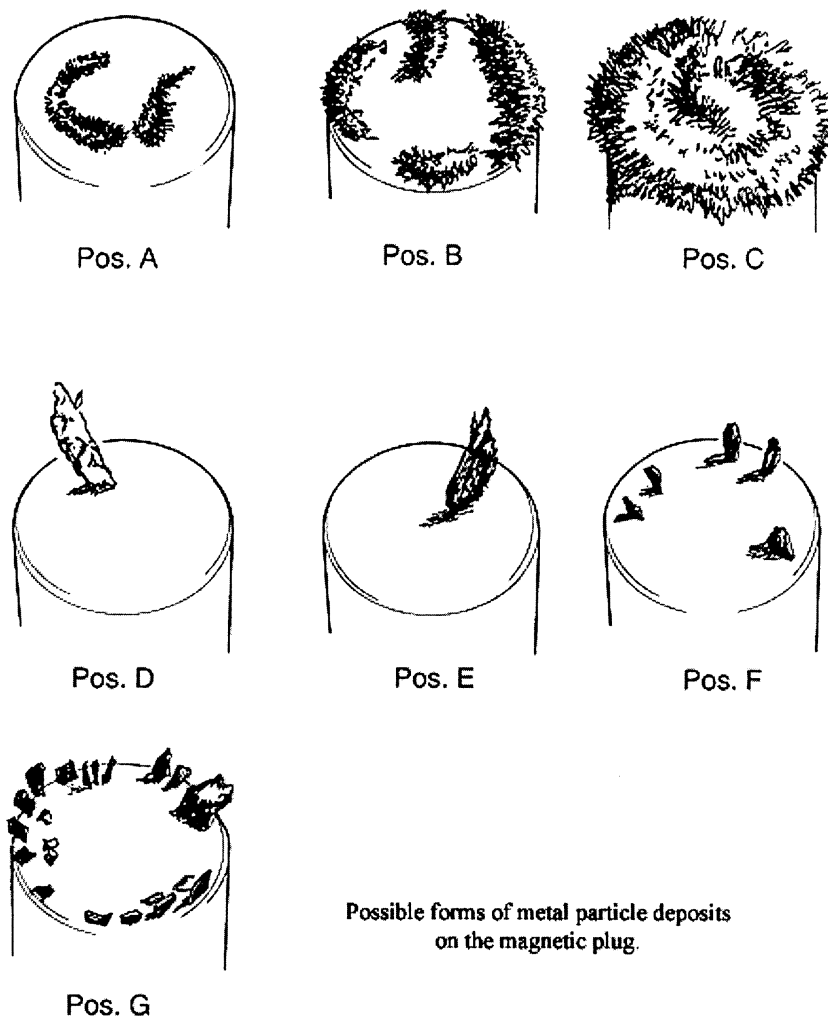 Pos. A
Pos. B
Pos. C
Pos. D
Pos. E
Pos. F
Pos. G
Possible forms of metal particle deposits
on the magnetic plug.